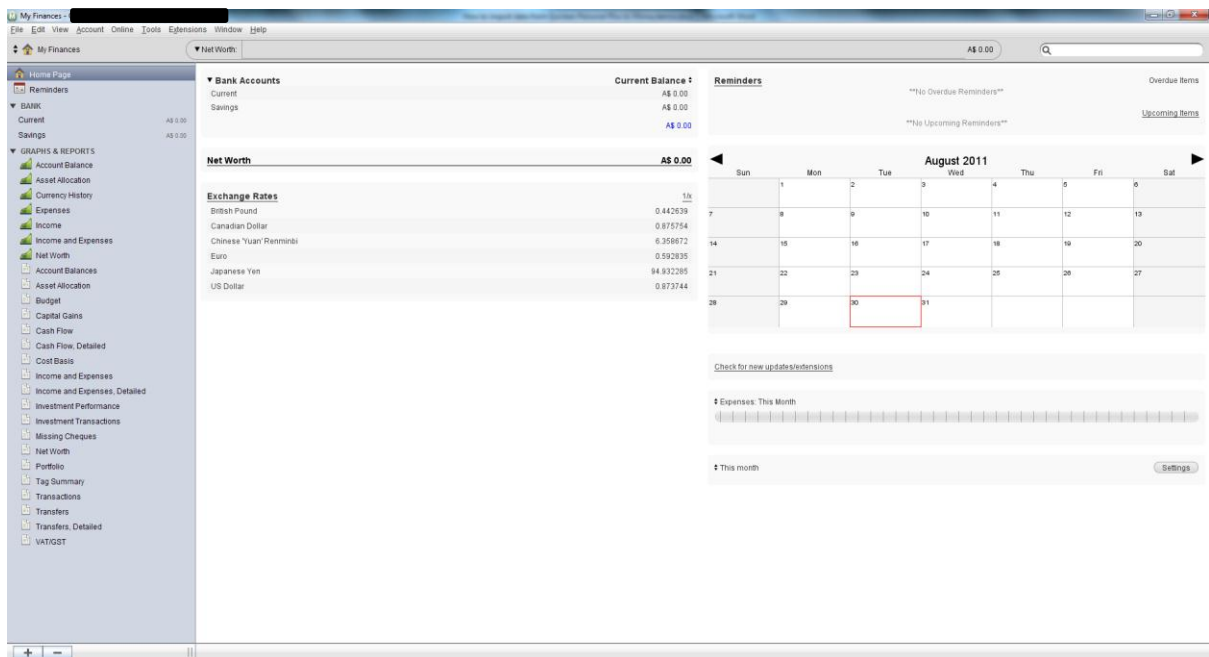 My Finances -
File Edit View Account Online Tools Extensions Window Help
My Finances
▼ Net Worth: A$ 0.00
Home Page
Reminders
▼ BANK
Current A$ 0.00
Savings A$ 0.00
▼ GRAPHS & REPORTS
Account Balance
Asset Allocation
Currency History
Expenses
Income
Income and Expenses
Net Worth
Account Balances
Asset Allocation
Budget
Capital Gains
Cash Flow
Cash Flow, Detailed
Cost Basis
Income and Expenses
Income and Expenses, Detailed
Investment Performance
Investment Transactions
Missing Cheques
Net Worth
Portfolio
Tag Summary
Transactions
Transfers
Transfers, Detailed
VAT/GST
▼ Bank Accounts Current Balance
Current A$ 0.00
Savings A$ 0.00
A$ 0.00
Net Worth A$ 0.00
Exchange Rates 1/x
British Pound 0.442639
Canadian Dollar 0.875754
Chinese 'Yuan' Renminbi 6.358672
Euro 0.592835
Japanese Yen 94.932285
US Dollar 0.873744
Reminders Overdue Items
**No Overdue Reminders**
Upcoming Items
**No Upcoming Reminders**
August 2011
Sun Mon Tue Wed Thu Fri Sat
1 2 3 4 5 6
7 8 9 10 11 12 13
14 15 16 17 18 19 20
21 22 23 24 25 26 27
28 29 30 31
Check for new updates/extensions
Expenses: This Month
This month Settings